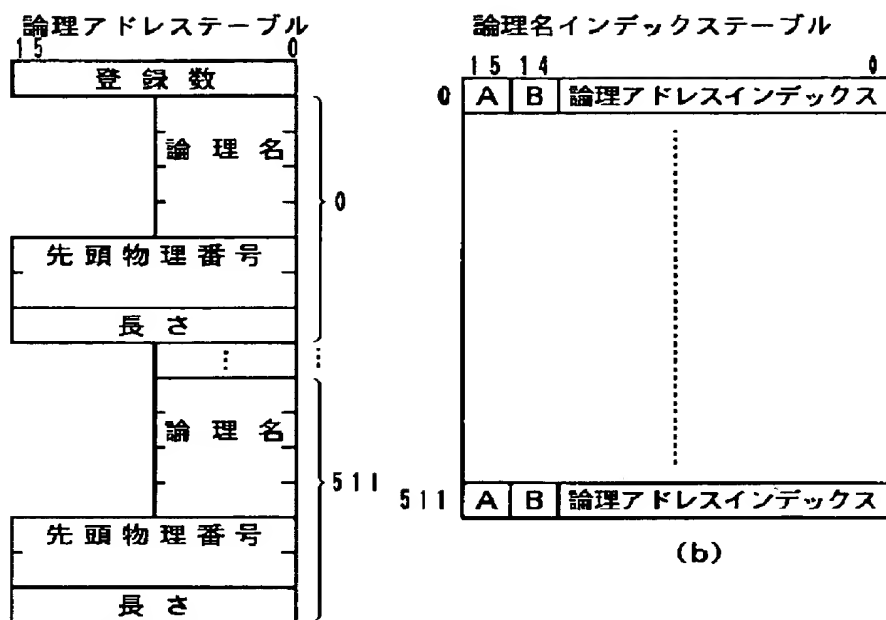 論理アドレステーブル
15 0
登録数
論理名
0
先頭物理番号
長さ
論理名
511
先頭物理番号
長さ
論理名インデックステーブル
15 14 0
0 A B 論理アドレスインデックス
511 A B 論理アドレスインデックス
(b)